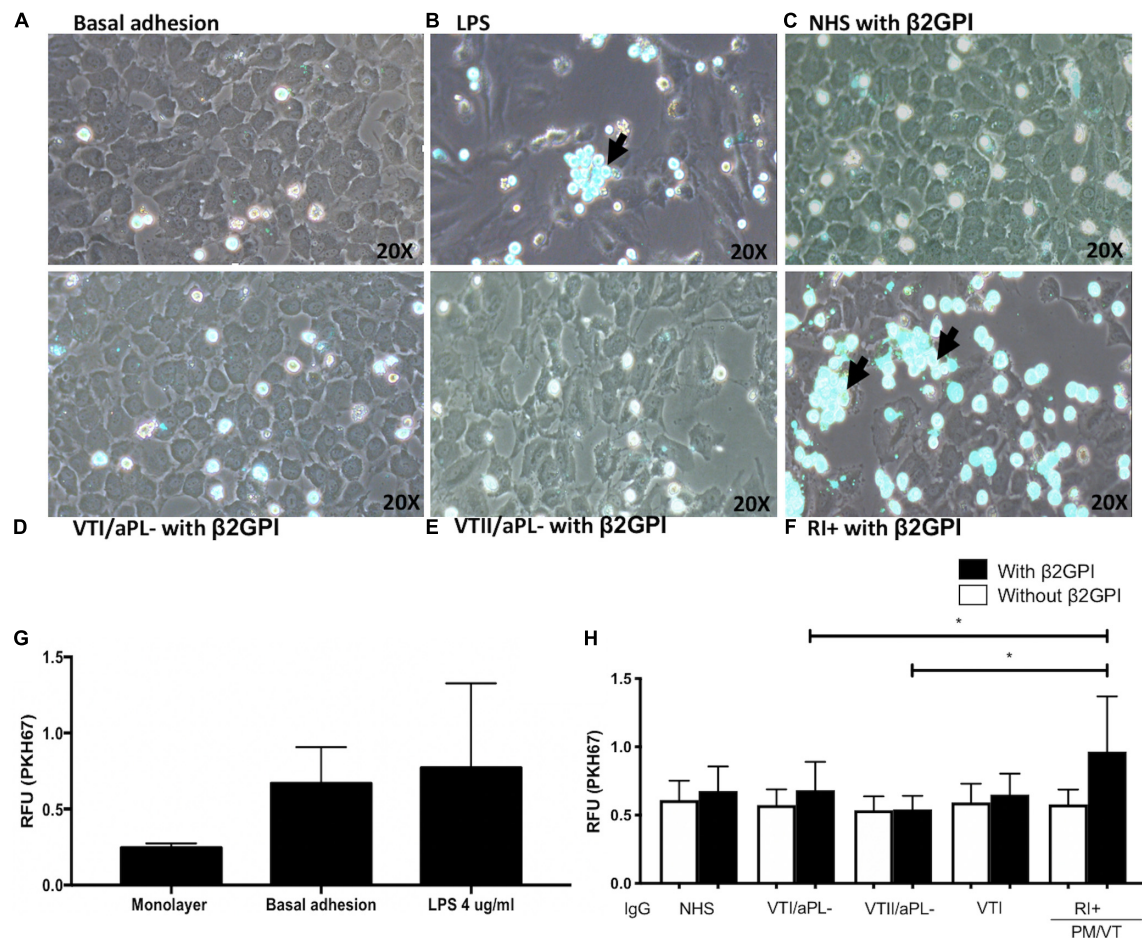 A Basal adhesion
B LPS
C NHS with β2GPI
20X
20X
20X
20X
20X
20X
D VTI/aPL- with β2GPI
E VTII/aPL- with β2GPI
F RI+ with β2GPI
With β2GPI
Without β2GPI
G
RFU (PKH67)
1.5
1.0
0.5
0.0
Monolayer
Basal adhesion
LPS 4 ug/ml
H
*
*
RFU (PKH67)
1.5
1.0
0.5
0.0
IgG
NHS
VTI/aPL-
VTII/aPL-
VTI
RI+
PM/VT